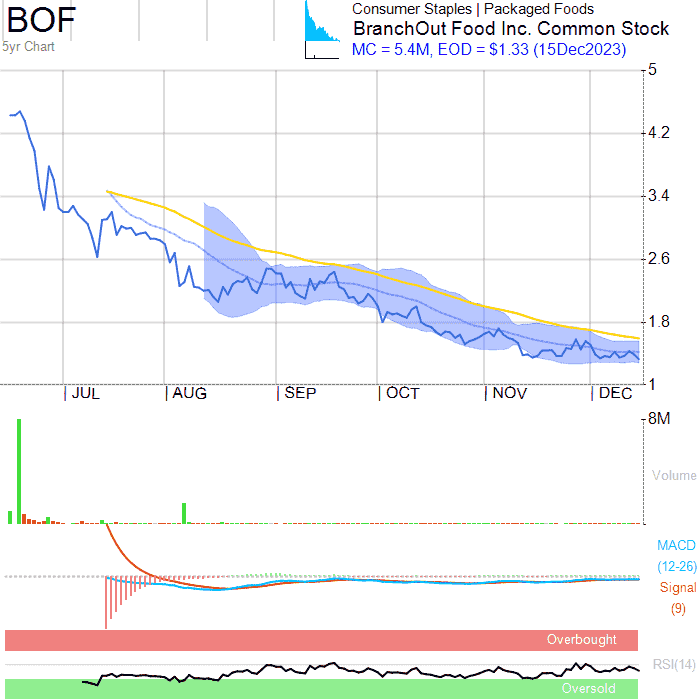 BOF
5yr Chart
Consumer Staples | Packaged Foods
BranchOut Food Inc. Common Stock
MC = 5.4M, EOD = $1.33 (15Dec2023)
5
4.2
3.4
2.6
1.8
1
JUL AUG SEP OCT NOV DEC
8M
Volume
MACD
(12-26)
Signal
(9)
Overbought
RSI(14)
Oversold